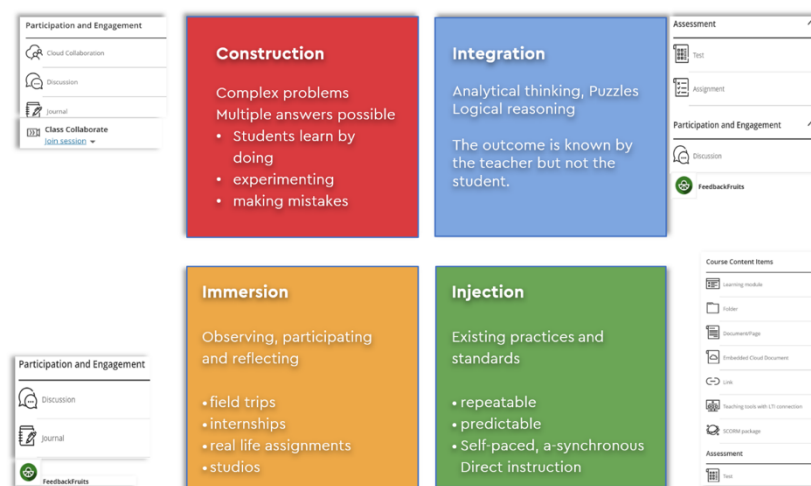 Participation and Engagement
Cloud Collaboration
Discussion
Journal
Class Collaborate
Join session
Construction
Complex problems
Multiple answers possible
• Students learn by
doing
• experimenting
• making mistakes
Integration
Analytical thinking, Puzzles
Logical reasoning
The outcome is known by
the teacher but not the
student.
Assessment
Test
Assignment
Participation and Engagement
Discussion
FeedbackFruits
Participation and Engagement
Discussion
Journal
FeedbackFruits
Immersion
Observing, participating
and reflecting
• field trips
• internships
• real life assignments
• studios
Injection
Existing practices and
standards
• repeatable
• predictable
• Self-paced, a-synchronous
Direct instruction
Course Content Items
Learning module
Folder
Document/Page
Embedded Cloud Document
Link
Teaching tools with LTI connection
SCORM package
Assessment
Test